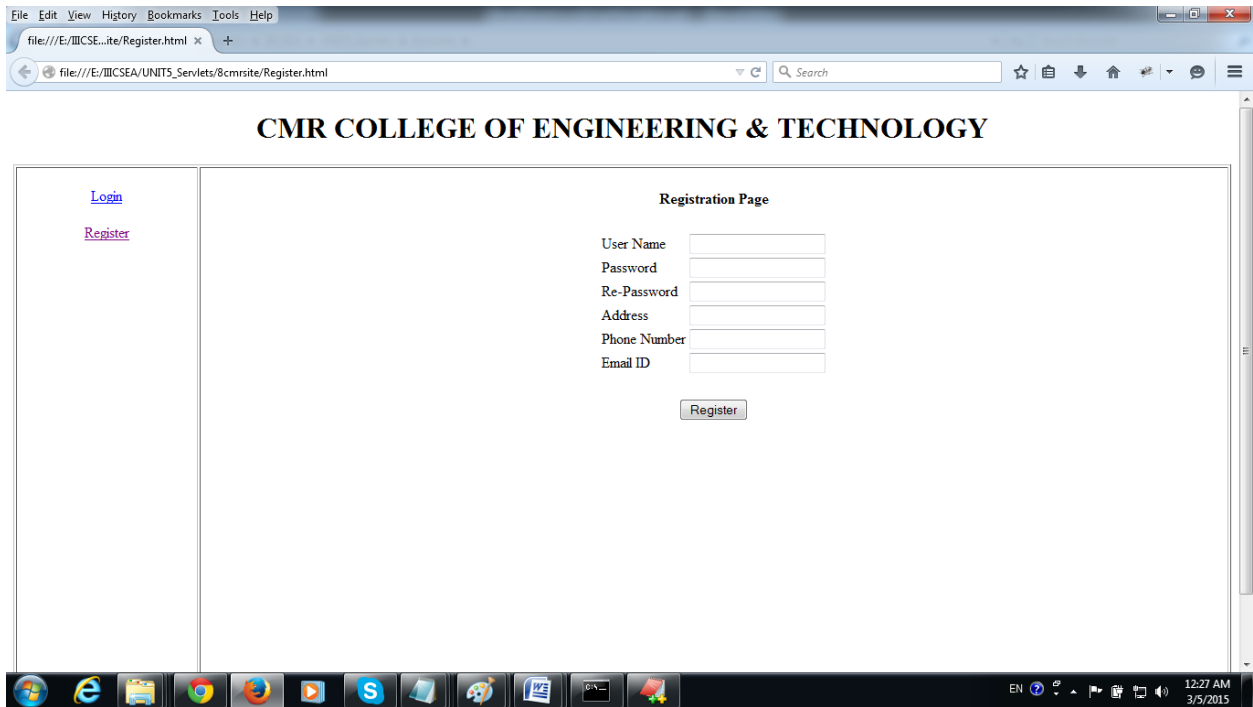 File Edit View History Bookmarks Tools Help
file:///E:/IIICSE...ite/Register.html × +
file:///E:/IIICSEA/UNIT5_Servlets/8cmrsite/Register.html
Search
CMR COLLEGE OF ENGINEERING & TECHNOLOGY
Login
Register
Registration Page
User Name
Password
Re-Password
Address
Phone Number
Email ID
Register
EN
12:27 AM
3/5/2015